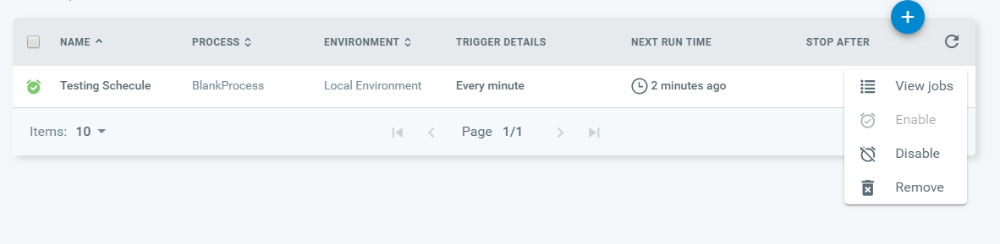 NAME PROCESS ENVIRONMENT TRIGGER DETAILS NEXT RUN TIME STOP AFTER
Testing Schecule BlankProcess Local Environment Every minute 2 minutes ago
View jobs
Enable
Disable
Remove
Items: 10 Page 1/1